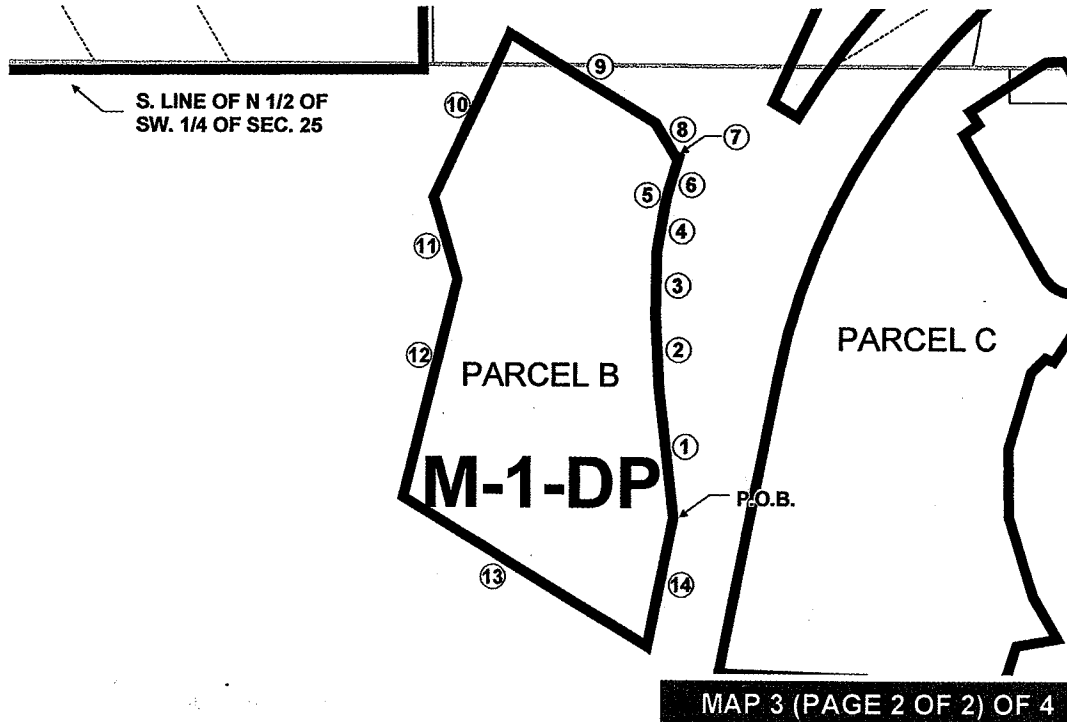 9
10
S. LINE OF N 1/2 OF
SW. 1/4 OF SEC. 25
8
7
6
5
4
11
3
PARCEL C
2
12
PARCEL B
1
M-1-DP
P.O.B.
13
14
MAP 3 (PAGE 2 OF 2) OF 4